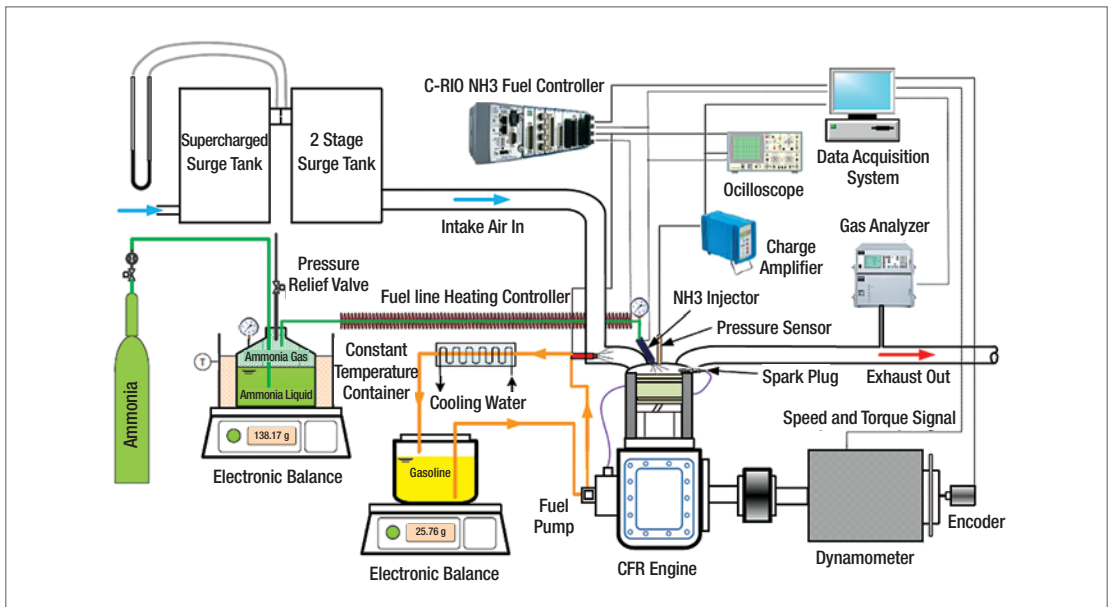 C-RIO NH3 Fuel Controller
Supercharged
Surge Tank
2 Stage
Surge Tank
Ocilloscope
Data Acquisition
System
Intake Air In
Gas Analyzer
Charge
Amplifier
Pressure
Relief Valve
Fuel line Heating Controller
NH3 Injector
Pressure Sensor
Ammonia Gas
Constant
Temperature
Container
T
Ammonia Liquid
Cooling Water
Spark Plug
Exhaust Out
Ammonia
138.17 g
Speed and Torque Signal
Electronic Balance
Gasoline
Fuel
Pump
25.76 g
Encoder
Dynamometer
Electronic Balance
CFR Engine